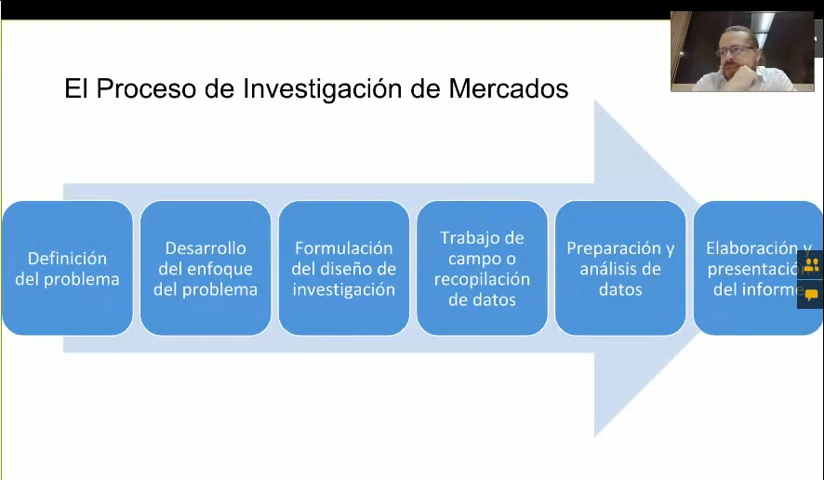 El Proceso de Investigación de Mercados
Definición
del problema
Desarrollo
del enfoque
del problema
Formulación
del diseño de
investigación
Trabajo de
campo o
recopilación
de datos
Preparación y
análisis de
datos
Elaboración y
presentación
del informe